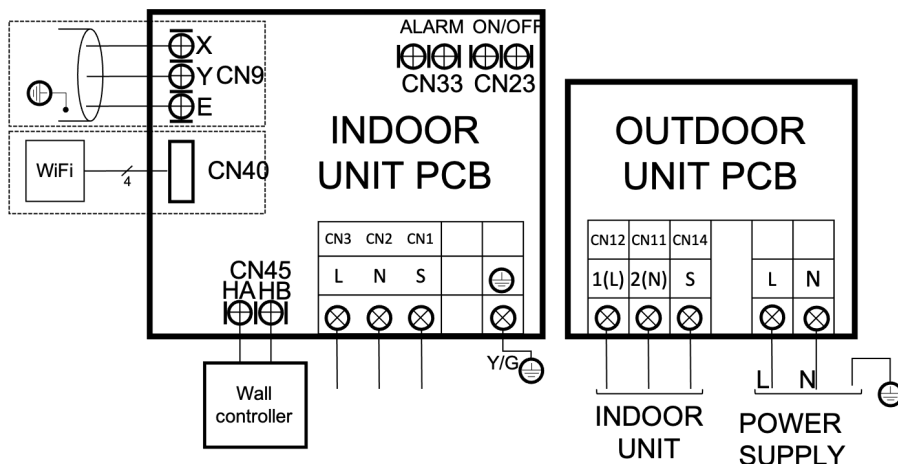 ALARM ON/OFF
X
Y CN9
E
CN33 CN23
INDOOR
UNIT PCB
OUTDOOR
UNIT PCB
WiFi
4
CN40
CN3 CN2 CN1
L N S
CN45
HA HB
Y/G
Wall
controller
CN12 CN11 CN14
1(L) 2(N) S
L N
L N
INDOOR
UNIT
POWER
SUPPLY